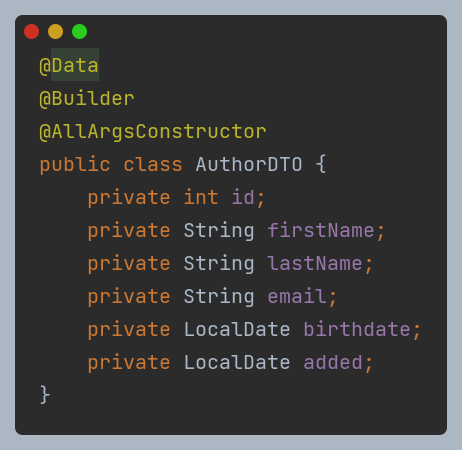 @Data
@Builder
@AllArgsConstructor
public class AuthorDTO {
    private int id;
    private String firstName;
    private String lastName;
    private String email;
    private LocalDate birthdate;
    private LocalDate added;
}